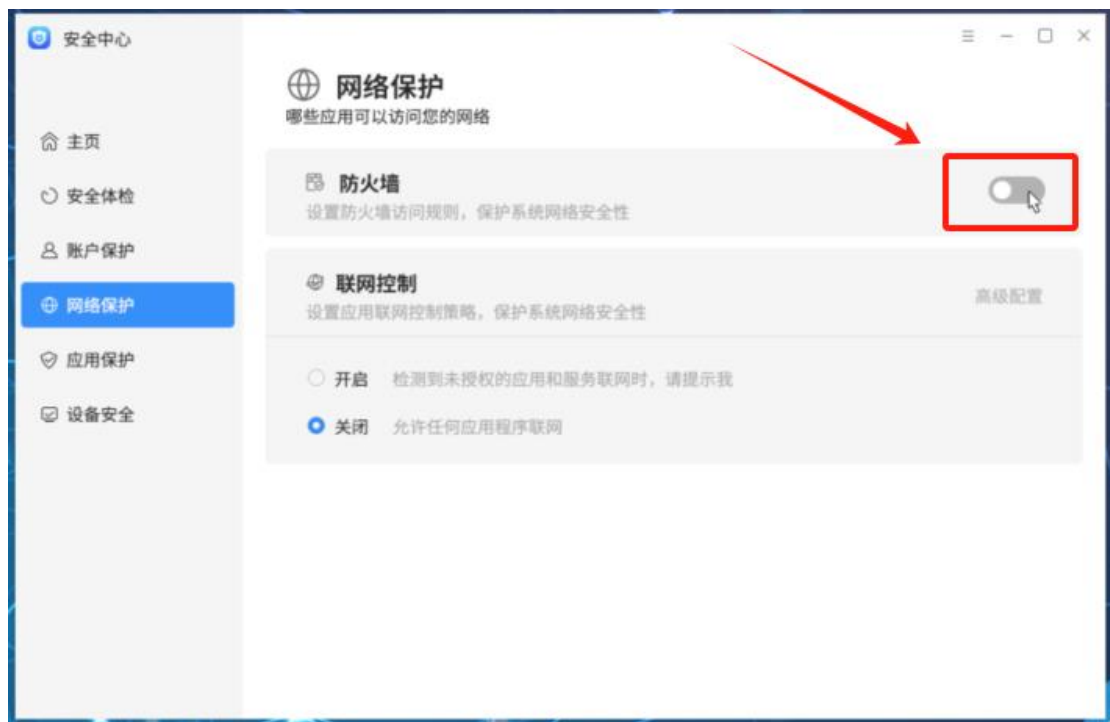 安全中心
网络保护
哪些应用可以访问您的网络
主页
安全体检
账户保护
网络保护
应用保护
设备安全
防火墙
设置防火墙访问规则，保护系统网络安全性
联网控制
设置应用联网控制策略，保护系统网络安全性
高级配置
开启 检测到未授权的应用和服务联网时，请提示我
关闭 允许任何应用程序联网